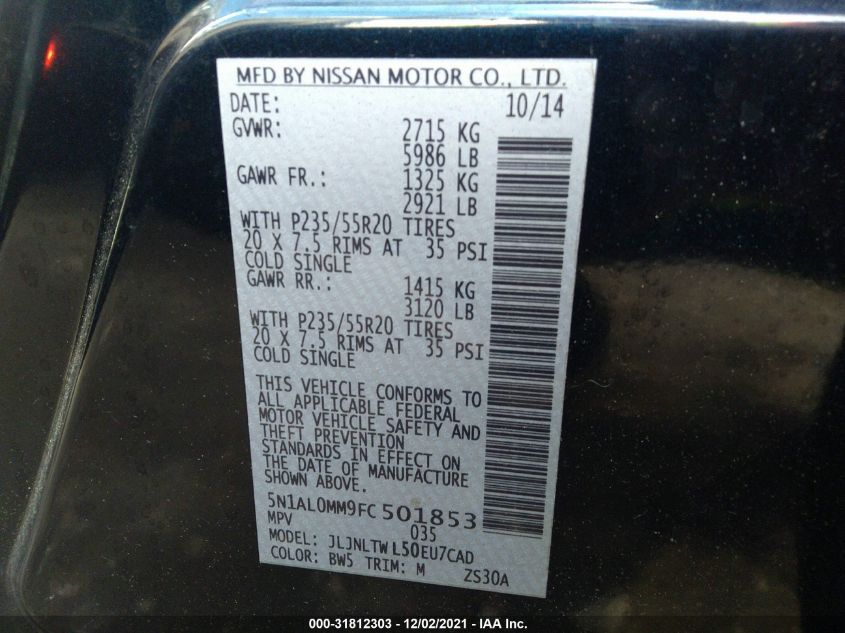 MFD BY NISSAN MOTOR CO., LTD.
DATE: 10/14
GVWR: 2715 KG
5986 LB
GAWR FR.: 1325 KG
2921 LB
WITH P235/55R20 TIRES
20 X 7.5 RIMS AT 35 PSI
COLD SINGLE
GAWR RR.: 1415 KG
3120 LB
WITH P235/55R20 TIRES
20 X 7.5 RIMS AT 35 PSI
COLD SINGLE
THIS VEHICLE CONFORMS TO
ALL APPLICABLE FEDERAL
MOTOR VEHICLE SAFETY AND
THEFT PREVENTION
STANDARDS IN EFFECT ON
THE DATE OF MANUFACTURE
SHOWN ABOVE.
5N1AL0MM9FC501853
MPV 035
MODEL: JLJNLTWL50EU7CAD
COLOR: BW5 TRIM: M ZS30A
000-31812303 - 12/02/2021 - IAA Inc.